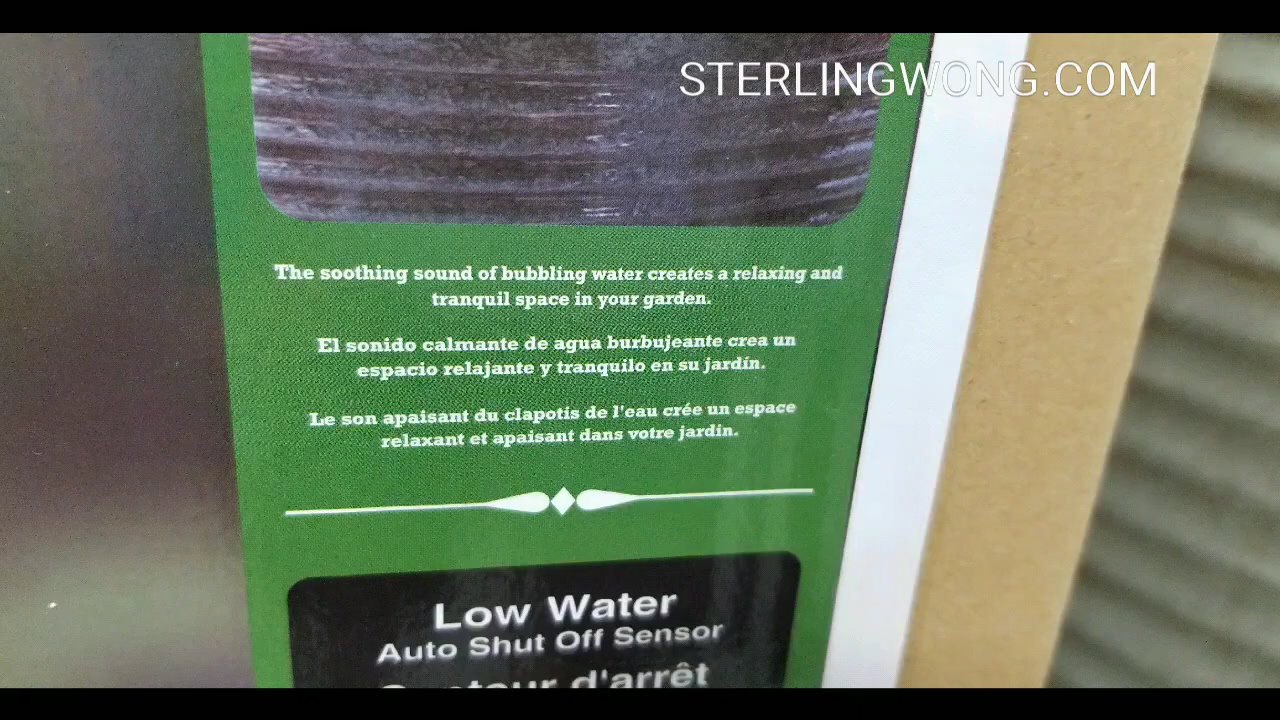 STERLINGWONG.COM
The soothing sound of bubbling water creates a relaxing and
tranquil space in your garden.
El sonido calmante de agua burbujeante crea un
espacio relajante y tranquilo en su jardín.
Le son apaisant du clapotis de l'eau crée un espace
relaxant et apaisant dans votre jardin.
Low Water
Auto Shut Off Sensor
d'arrêt